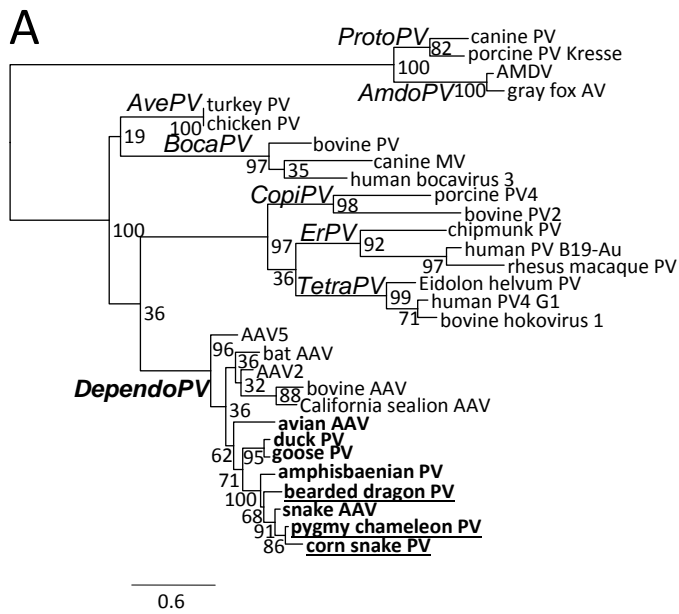 A
ProtoPV
canine PV
82
porcine PV Kresse
100
AMDV
AmdoPV
100
gray fox AV
AvePV
turkey PV
100
chicken PV
19
BocaPV
bovine PV
97
canine MV
35
human bocavirus 3
CopiPV
porcine PV4
98
bovine PV2
100
ErPV
chipmunk PV
97
92
human PV B19-Au
97
rhesus macaque PV
36
TetraPV
Eidolon helvum PV
99
human PV4 G1
71
bovine hokovirus 1
36
AAV5
96
bat AAV
36
AAV2
DependoPV
32
bovine AAV
88
California sealion AAV
36
avian AAV
duck PV
62
95
goose PV
71
amphisbaenian PV
100
bearded dragon PV
68
snake AAV
91
pygmy chameleon PV
86
corn snake PV
0.6